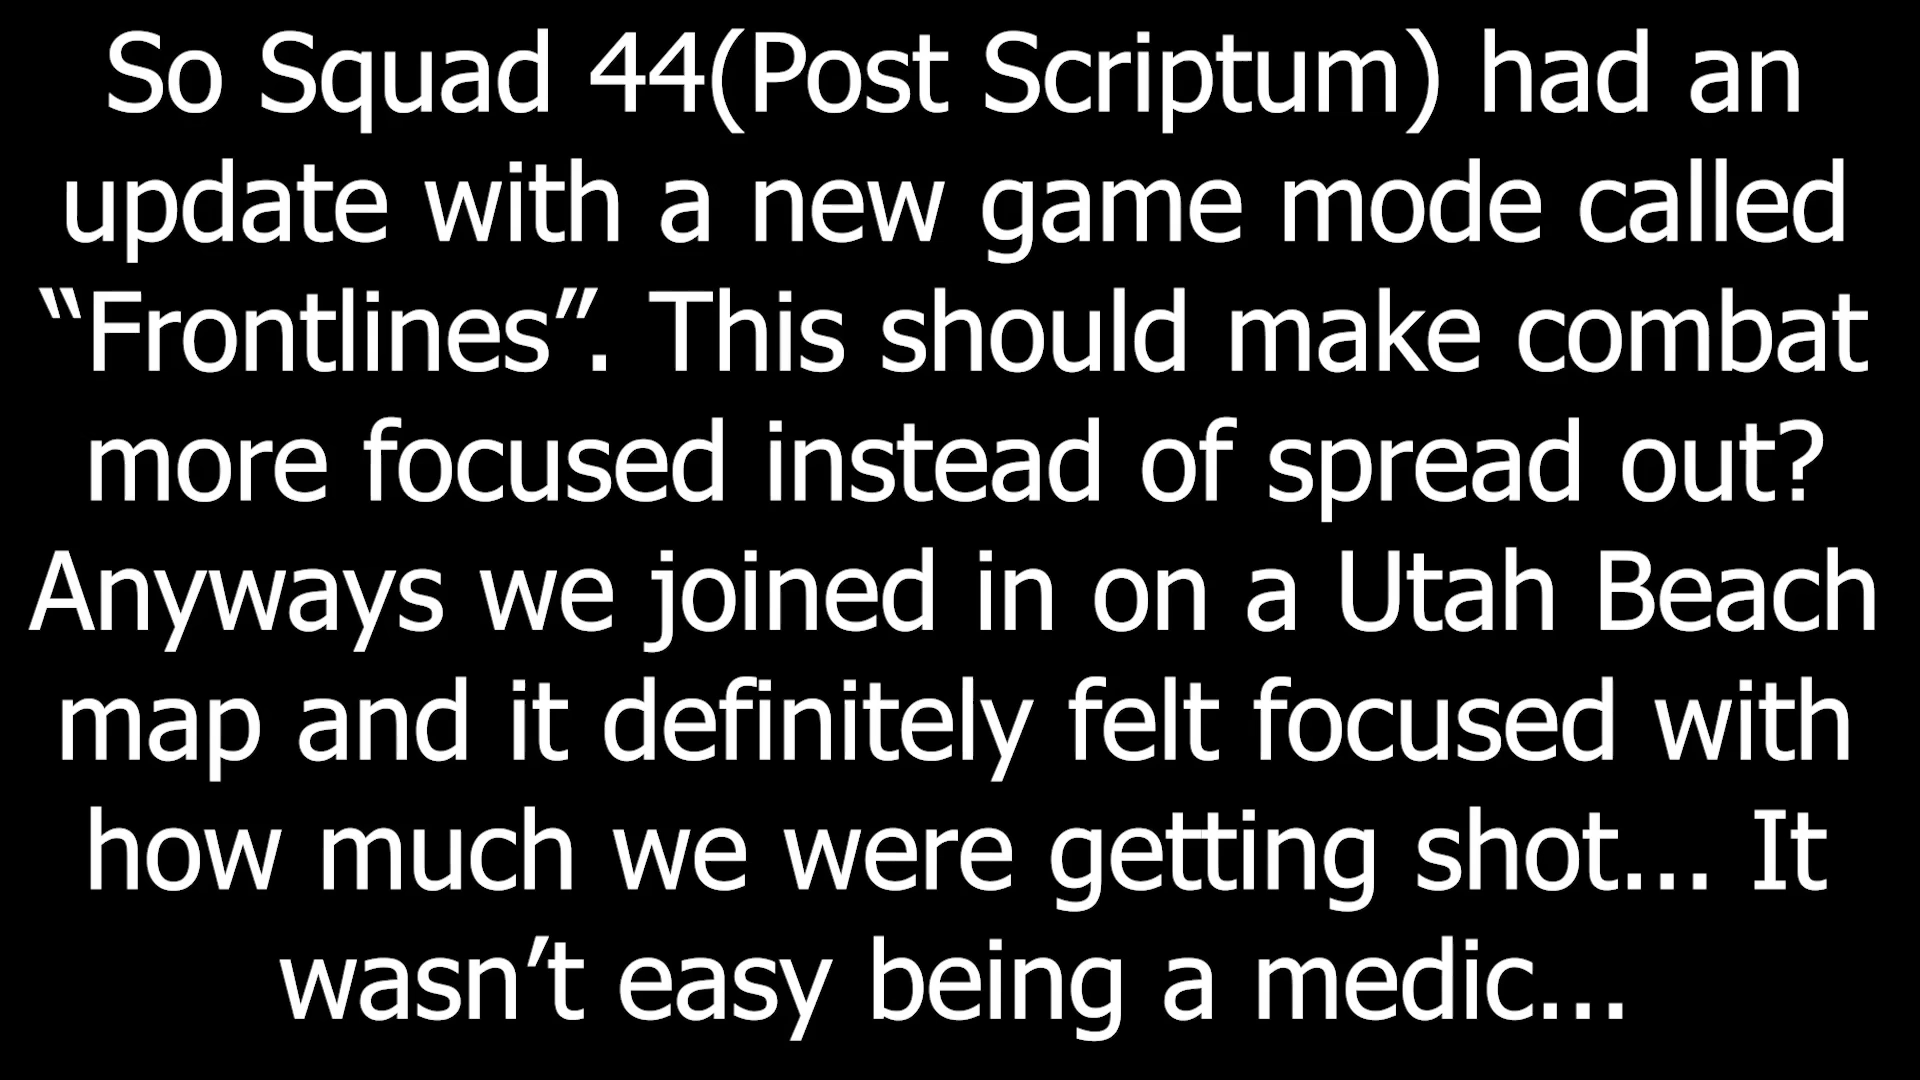 So Squad 44(Post Scriptum) had an
update with a new game mode called
“Frontlines”. This should make combat
more focused instead of spread out?
Anyways we joined in on a Utah Beach
map and it definitely felt focused with
how much we were getting shot... It
wasn’t easy being a medic...